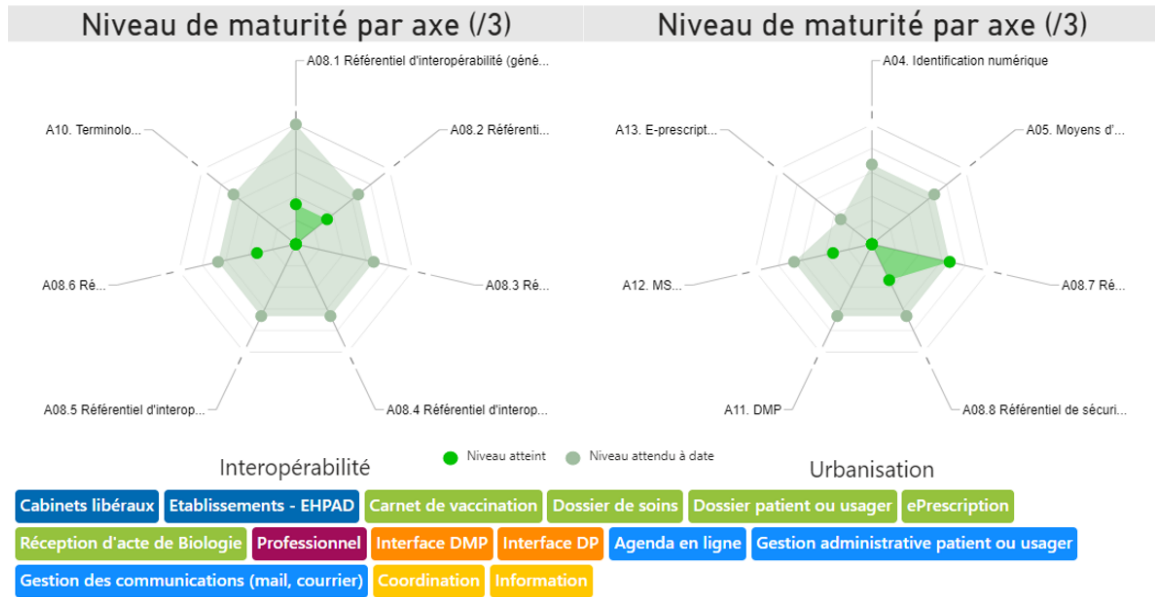 Niveau de maturité par axe (/3)
Niveau de maturité par axe (/3)
A08.1 Référentiel d'interopérabilité (géné...
A10. Terminolo...
A08.2 Référenti...
A08.6 Ré...
A08.3 Ré...
A08.5 Référentiel d'interop...
A08.4 Référentiel d'interop...
A04. Identification numérique
A13. E-prescript...
A05. Moyens d'...
A12. MS...
A08.7 Ré...
A11. DMP
A08.8 Référentiel de sécuri...
Interopérabilité
Niveau atteint
Niveau attendu à date
Urbanisation
Cabinets libéraux Etablissements - EHPAD Carnet de vaccination Dossier de soins Dossier patient ou usager ePrescription
Réception d'acte de Biologie Professionnel Interface DMP Interface DP Agenda en ligne Gestion administrative patient ou usager
Gestion des communications (mail, courrier) Coordination Information